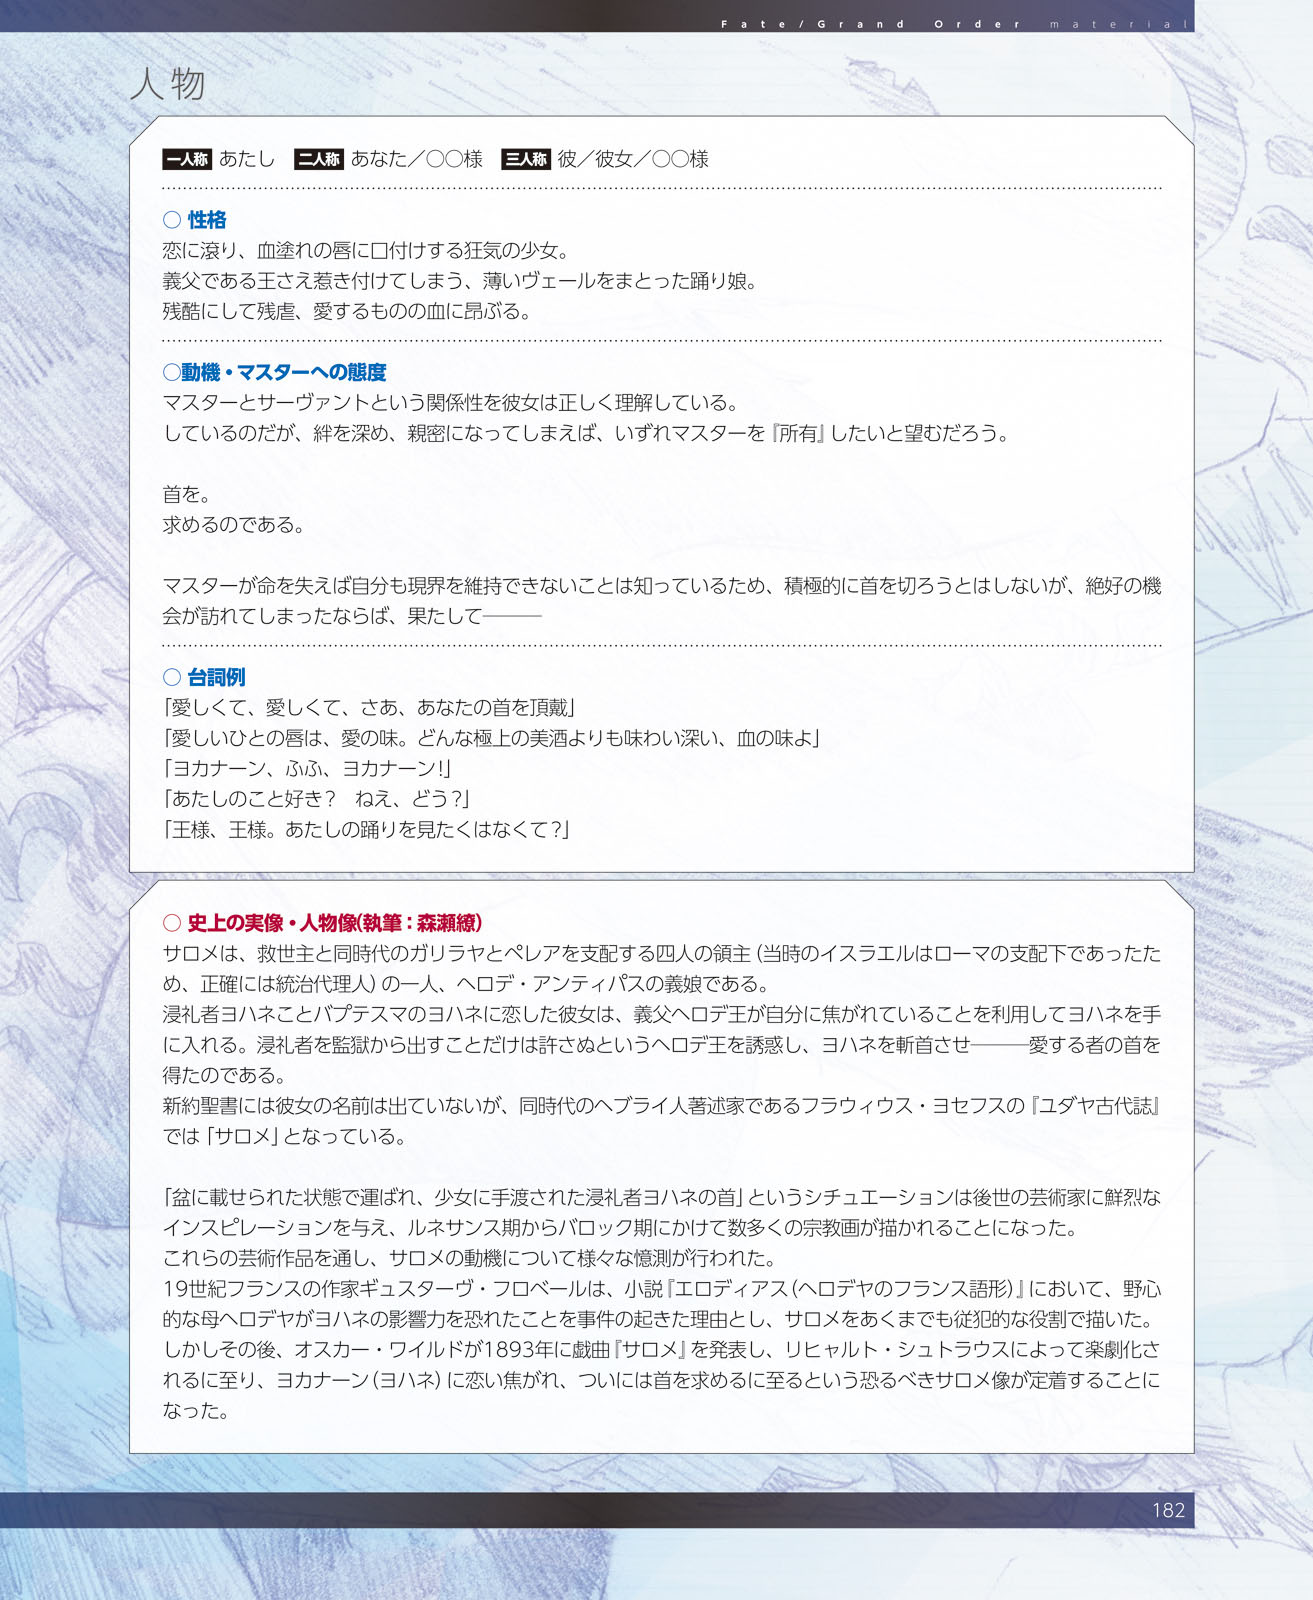 Fate/Grand Order material
人物
一人称 あたし 二人称 あなた／〇〇様 三人称 彼／彼女／〇〇様
○ 性格
恋に滾り、血塗れの唇に口付けする狂気の少女。
義父である王さえ惹き付けてしまう、薄いヴェールをまとった踊り娘。
残酷にして残虐、愛するものの血に昂ぶる。
○動機・マスターへの態度
マスターとサーヴァントという関係性を彼女は正しく理解している。
しているのだが、絆を深め、親密になってしまえば、いずれマスターを『所有』したいと望むだろう。
首を。
求めるのである。
マスターが命を失えば自分も現界を維持できないことは知っているため、積極的に首を切ろうとはしないが、絶好の機
会が訪れてしまったならば、果たして───
○ 台詞例
「愛しくて、愛しくて、さあ、あなたの首を頂戴」
「愛しいひとの唇は、愛の味。どんな極上の美酒よりも味わい深い、血の味よ」
「ヨカナーン、ふふ、ヨカナーン！」
「あたしのこと好き？　ねえ、どう？」
「王様、王様。あたしの踊りを見たくはなくて？」
○ 史上の実像・人物像（執筆：森瀬繚）
サロメは、救世主と同時代のガリラヤとペレアを支配する四人の領主（当時のイスラエルはローマの支配下であったた
め、正確には統治代理人）の一人、ヘロデ・アンティパスの義娘である。
浸礼者ヨハネことバプテスマのヨハネに恋した彼女は、義父ヘロデ王が自分に焦がれていることを利用してヨハネを手
に入れる。浸礼者を監獄から出すことだけは許さぬというヘロデ王を誘惑し、ヨハネを斬首させ───愛する者の首を
得たのである。
新約聖書には彼女の名前は出ていないが、同時代のヘブライ人著述家であるフラウィウス・ヨセフスの『ユダヤ古代誌』
では「サロメ」となっている。
「盆に載せられた状態で運ばれ、少女に手渡された浸礼者ヨハネの首」というシチュエーションは後世の芸術家に鮮烈な
インスピレーションを与え、ルネサンス期からバロック期にかけて数多くの宗教画が描かれることになった。
これらの芸術作品を通し、サロメの動機について様々な憶測が行われた。
19世紀フランスの作家ギュスターヴ・フロベールは、小説『エロディアス（ヘロデヤのフランス語形）』において、野心
的な母ヘロデヤがヨハネの影響力を恐れたことを事件の起きた理由とし、サロメをあくまでも従犯的な役割で描いた。
しかしその後、オスカー・ワイルドが1893年に戯曲『サロメ』を発表し、リヒャルト・シュトラウスによって楽劇化さ
れるに至り、ヨカナーン（ヨハネ）に恋い焦がれ、ついには首を求めるに至るという恐るべきサロメ像が定着することに
なった。
182